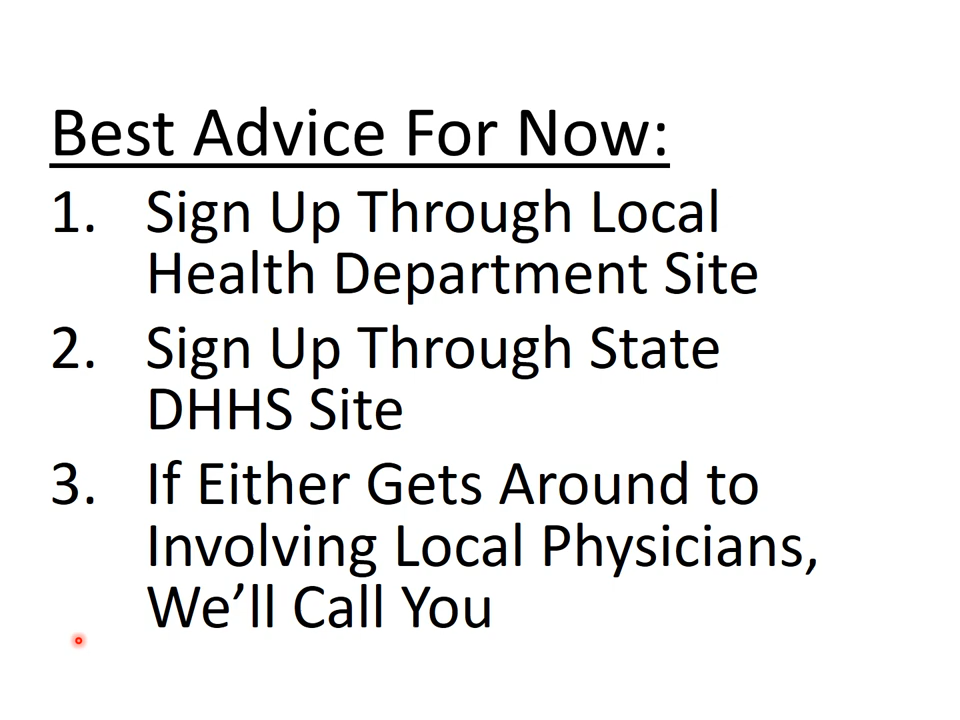 Best Advice For Now:
1. Sign Up Through Local
Health Department Site
2. Sign Up Through State
DHHS Site
3. If Either Gets Around to
Involving Local Physicians,
We’ll Call You